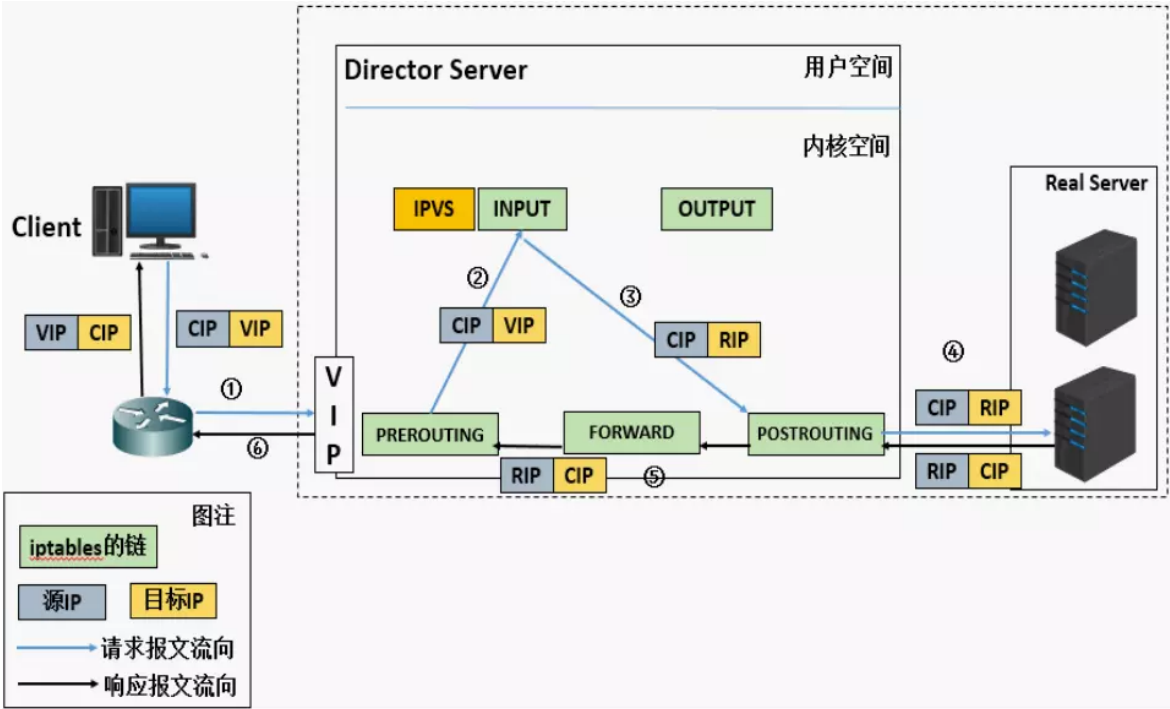 Director Server
用户空间
内核空间
Real Server
Client
IPVS
INPUT
OUTPUT
②
③
④
VIP CIP
CIP VIP
CIP VIP
CIP RIP
①
V
I
P
CIP RIP
PREROUTING
FORWARD
POSTROUTING
⑥
RIP CIP
⑤
RIP CIP
图注
iptables的链
源IP
目标IP
请求报文流向
响应报文流向